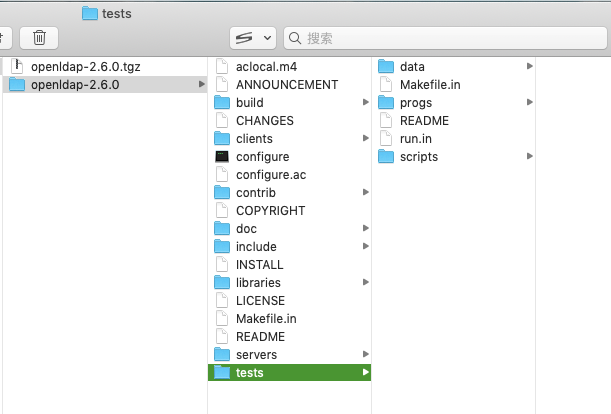 tests
搜索
openldap-2.6.0.tgz
openldap-2.6.0
aclocal.m4
ANNOUNCEMENT
build
CHANGES
clients
configure
configure.ac
contrib
COPYRIGHT
doc
include
INSTALL
libraries
LICENSE
Makefile.in
README
servers
tests
data
Makefile.in
progs
README
run.in
scripts